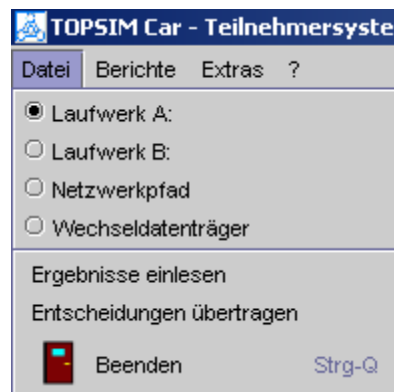 TOPSIM Car - Teilnehmersyste
Datei Berichte Extras ?
Laufwerk A:
Laufwerk B:
Netzwerkpfad
Wechseldatenträger
Ergebnisse einlesen
Entscheidungen übertragen
Beenden Strg-Q